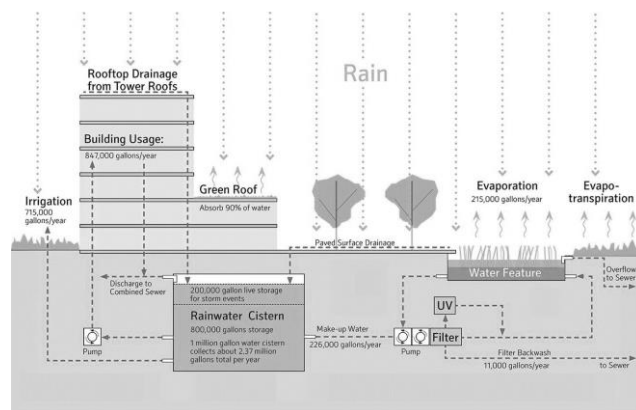 Rain
Rooftop Drainage
from Tower Roofs
Building Usage:
847,000 gallons/year
Irrigation
715,000
gallons/year
Green Roof
Absorb 90% of water
Evaporation
215,000 gallons/year
Evapo-
transpiration
Paved Surface Drainage
Water Feature
Overflow
to Sewer
Discharge to
Combined Sewer
200,000 gallon live storage
for storm events
Rainwater Cistern
800,000 gallons storage
1 million gallon water cistern
collects about 2.37 million
gallons total per year
Pump
Make-up Water
226,000 gallons/year
Pump
UV
Filter
Filter Backwash
11,000 gallons/year
to Sewer